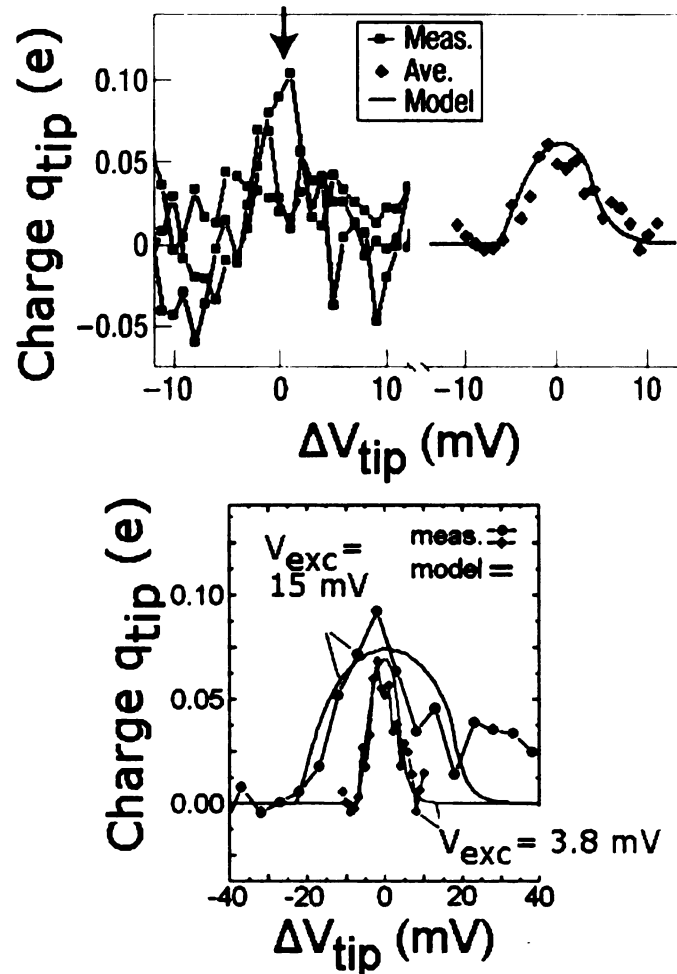 Charge q_tip (e)
0.10
0.05
0
-0.05
Meas.
Ave.
Model
-10 0 10 -10 0 10
ΔV_tip (mV)
Charge q_tip (e)
0.10
0.05
0.00
V_exc =
15 mV
meas.
model
V_exc = 3.8 mV
-40 -20 0 20 40
ΔV_tip (mV)